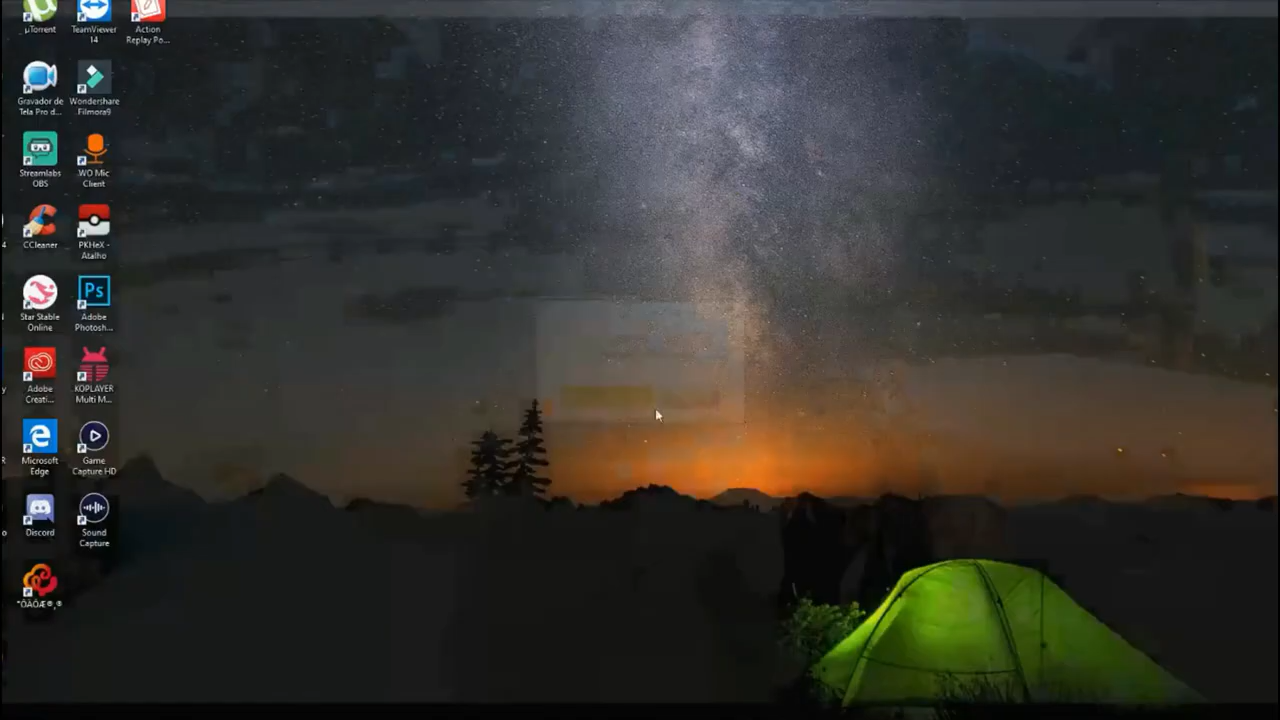 µTorrent
TeamViewer
14
Action
Replay Po...
Gravador de
Tela Pro d...
Wondershare
Filmora9
Streamlabs
OBS
WO Mic
Client
CCleaner
PKHeX -
Atalho
Star Stable
Online
Adobe
Photosh...
Adobe
Creati...
KOPLAYER
Multi M...
Microsoft
Edge
Game
Capture HD
Discord
Sound
Capture